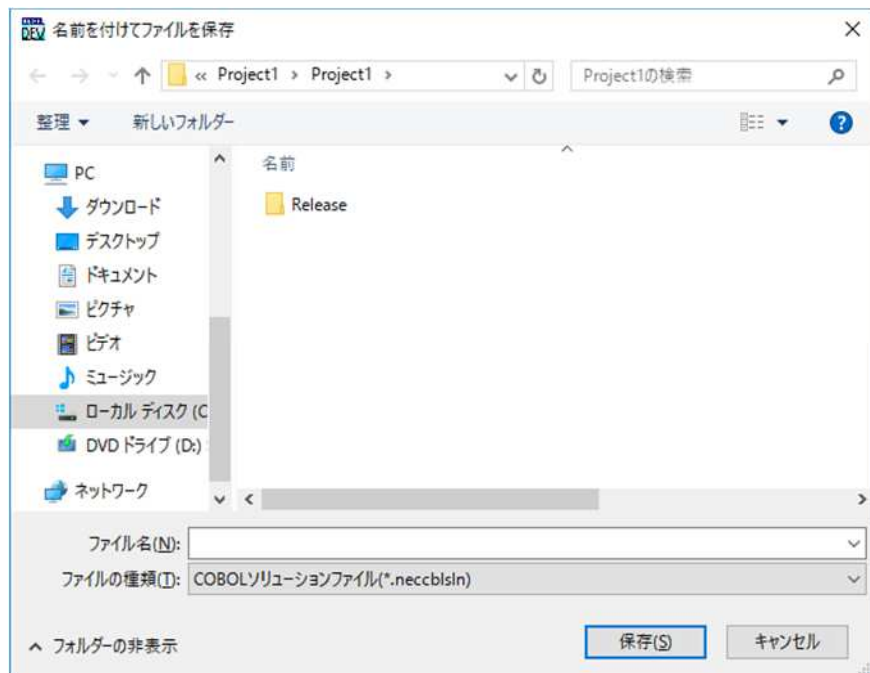 DEV 名前を付けてファイルを保存
« Project1 › Project1 ›
Project1の検索
整理
新しいフォルダー
?
PC
ダウンロード
デスクトップ
ドキュメント
ピクチャ
ビデオ
ミュージック
ローカル ディスク (C
DVD ドライブ (D:)
ネットワーク
名前
Release
ファイル名(N):
ファイルの種類(T): COBOLソリューションファイル(*.neccblsln)
フォルダーの非表示
保存(S)
キャンセル